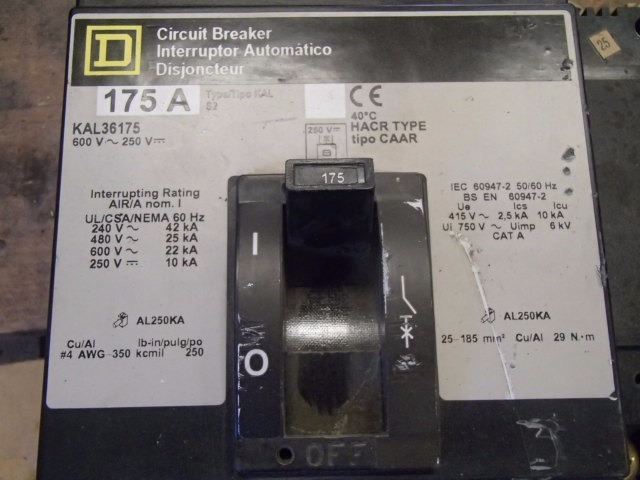 D
Circuit Breaker
Interruptor Automático
Disjoncteur
25
175 A
Type/Tipo KAL
S2
CE
KAL36175
600 V ~ 250 V ⎓
40°C
HACR TYPE
tipo CAAR
250 V ⎓
175
Interrupting Rating
AIR/A nom. I
UL/CSA/NEMA 60 Hz
240 V ~ 42 kA
480 V ~ 25 kA
600 V ~ 22 kA
250 V ⎓ 10 kA
AL250KA
Cu/Al lb-in/pulg/po
#4 AWG-350 kcmil 250
I
O
OFF
IEC 60947-2 50/60 Hz
BS EN 60947-2
Ue Ics Icu
415 V ~ 2,5 kA 10 kA
Ui 750 V ~ Uimp 6 kV
CAT A
AL250KA
25-185 mm² Cu/Al 29 N·m